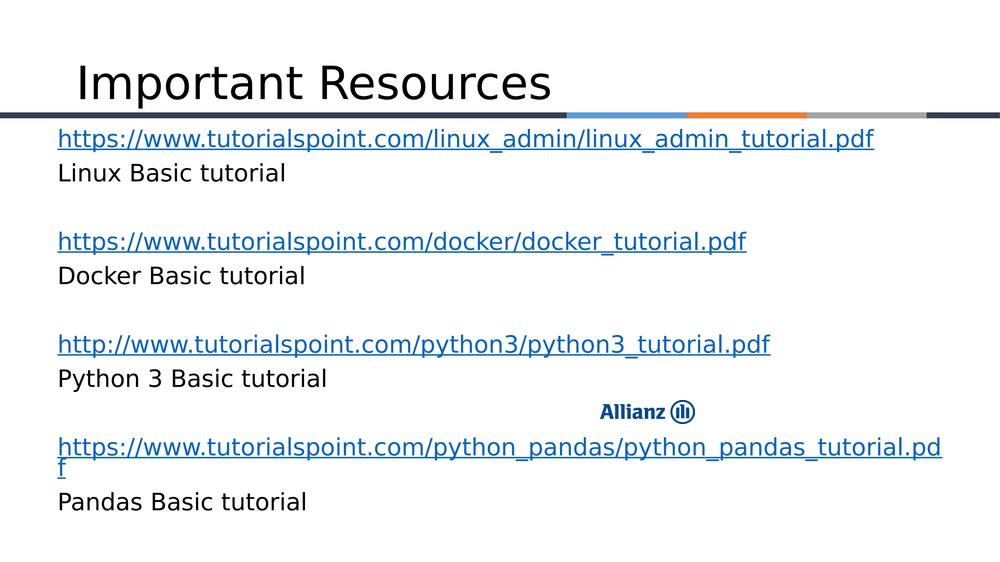 Important Resources
https://www.tutorialspoint.com/linux_admin/linux_admin_tutorial.pdf
Linux Basic tutorial
https://www.tutorialspoint.com/docker/docker_tutorial.pdf
Docker Basic tutorial
http://www.tutorialspoint.com/python3/python3_tutorial.pdf
Python 3 Basic tutorial
Allianz
https://www.tutorialspoint.com/python_pandas/python_pandas_tutorial.pd
f
Pandas Basic tutorial